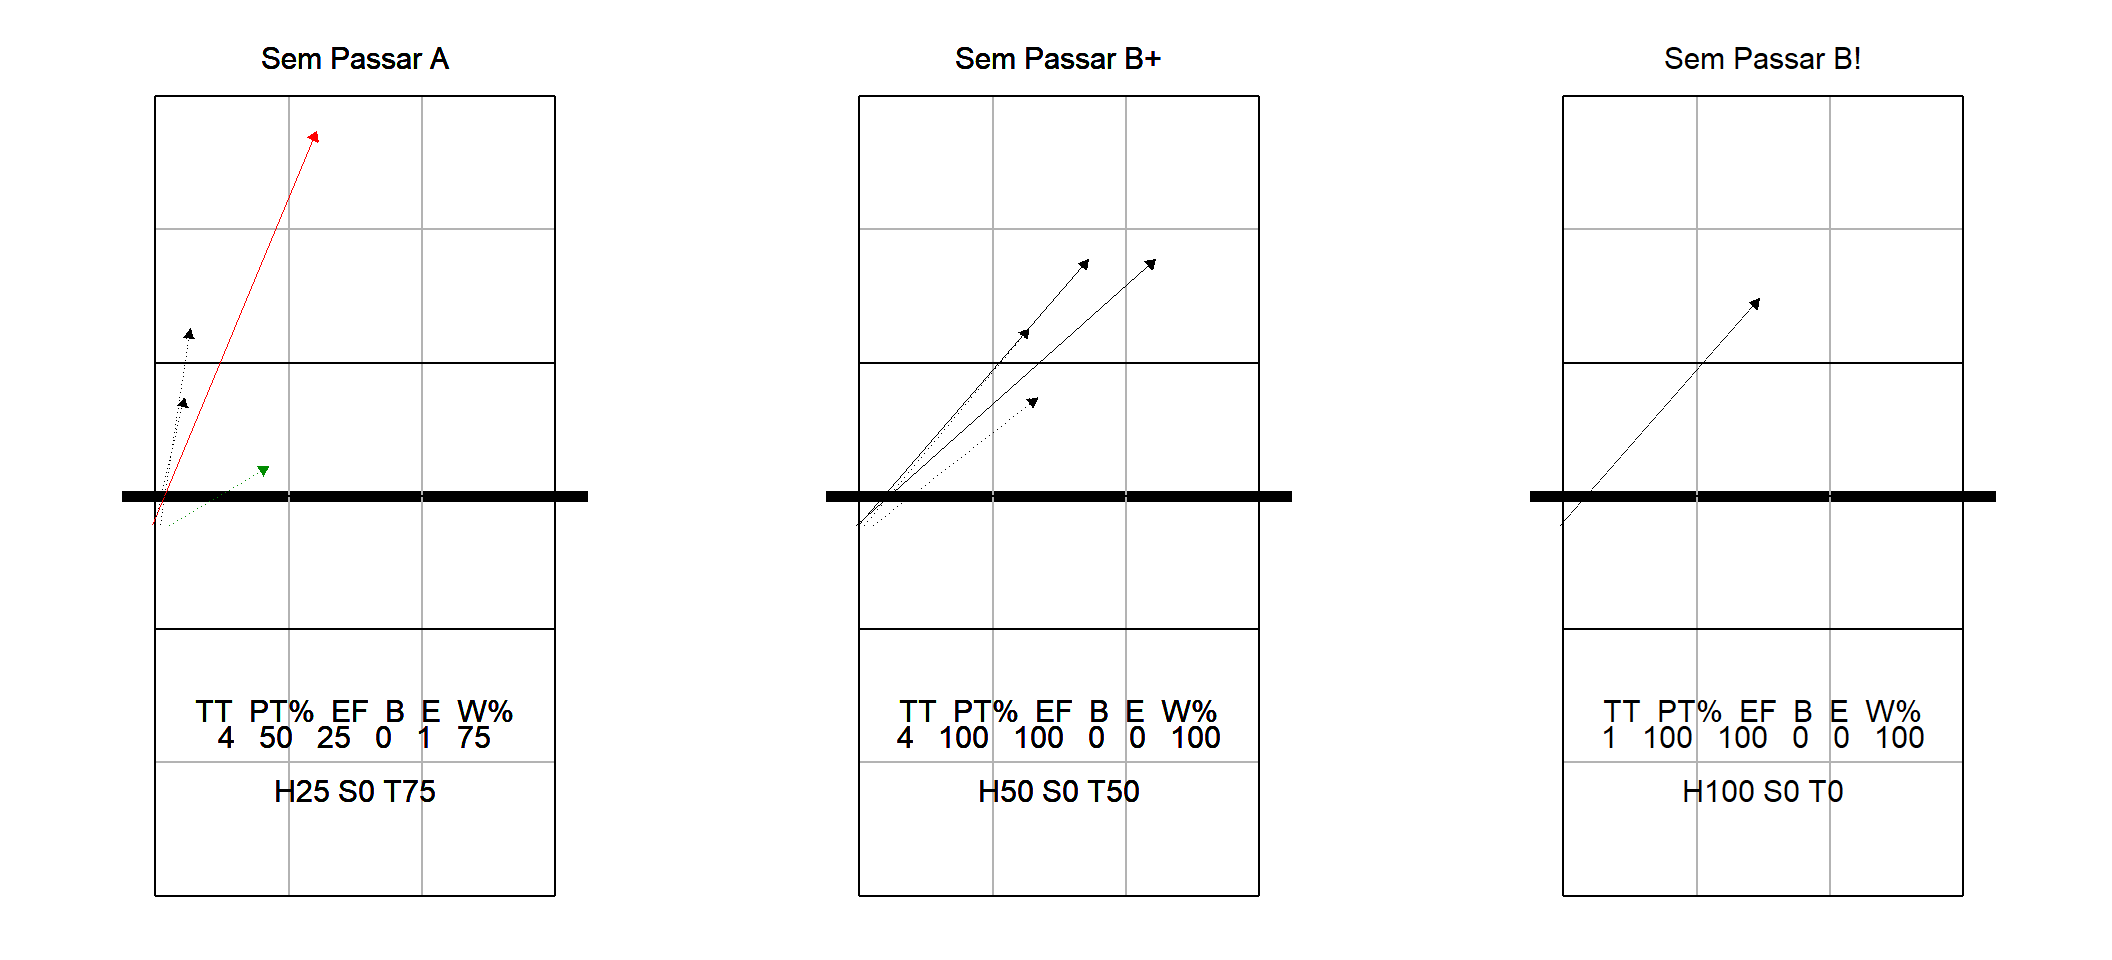 Sem Passar A
TT PT% EF B E W%
4 50 25 0 1 75
H25 S0 T75
Sem Passar B+
TT PT% EF B E W%
4 100 100 0 0 100
H50 S0 T50
Sem Passar B!
TT PT% EF B E W%
1 100 100 0 0 100
H100 S0 T0